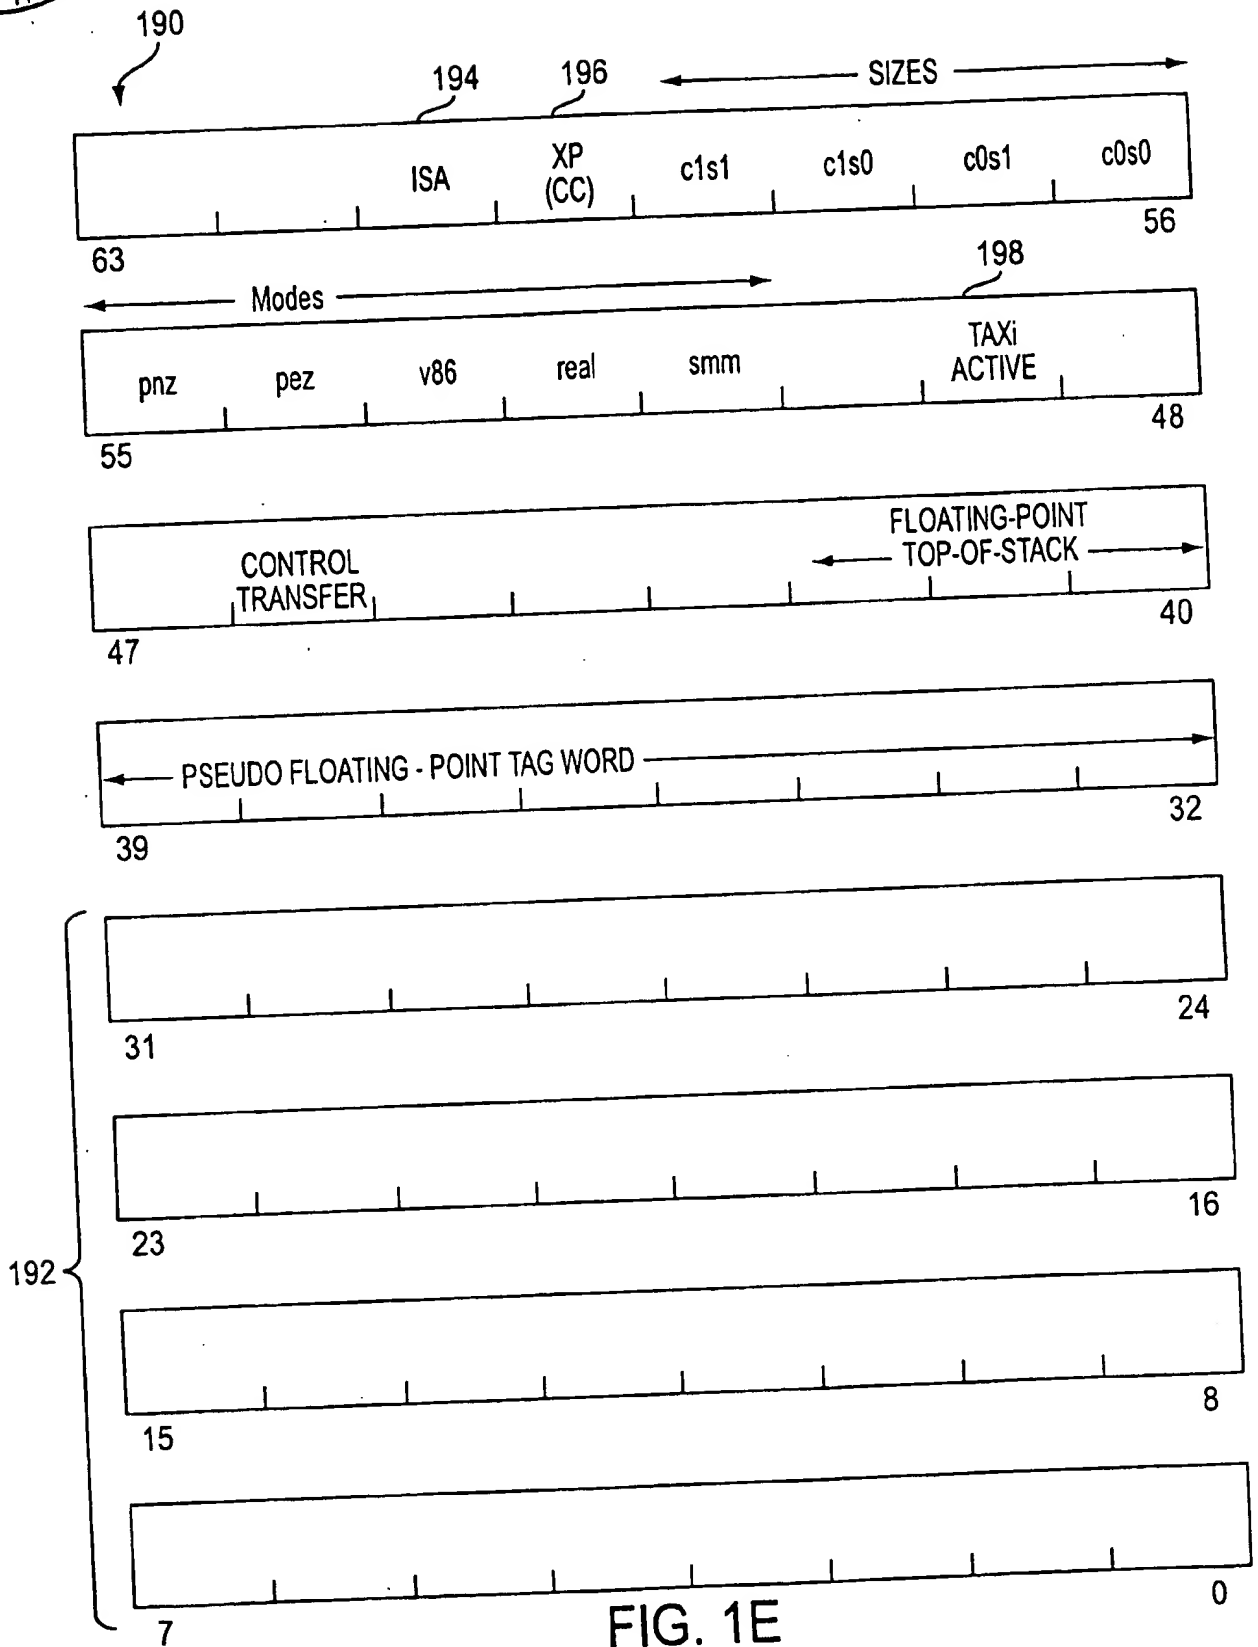 190
194 196 SIZES
ISA XP (CC) c1s1 c1s0 c0s1 c0s0
63 56
Modes 198
pnz pez v86 real smm TAXi ACTIVE
55 48
CONTROL TRANSFER FLOATING-POINT TOP-OF-STACK
47 40
PSEUDO FLOATING - POINT TAG WORD
39 32
31 24
23 16
192
15 8
7 0
FIG. 1E